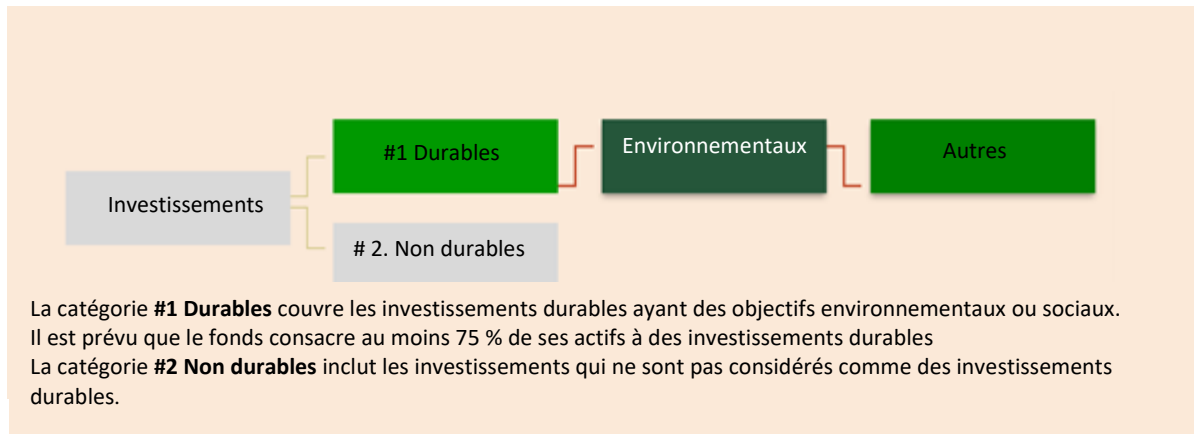 #1 Durables
Environnementaux
Autres
Investissements
# 2. Non durables
La catégorie #1 Durables couvre les investissements durables ayant des objectifs environnementaux ou sociaux.
Il est prévu que le fonds consacre au moins 75 % de ses actifs à des investissements durables
La catégorie #2 Non durables inclut les investissements qui ne sont pas considérés comme des investissements
durables.